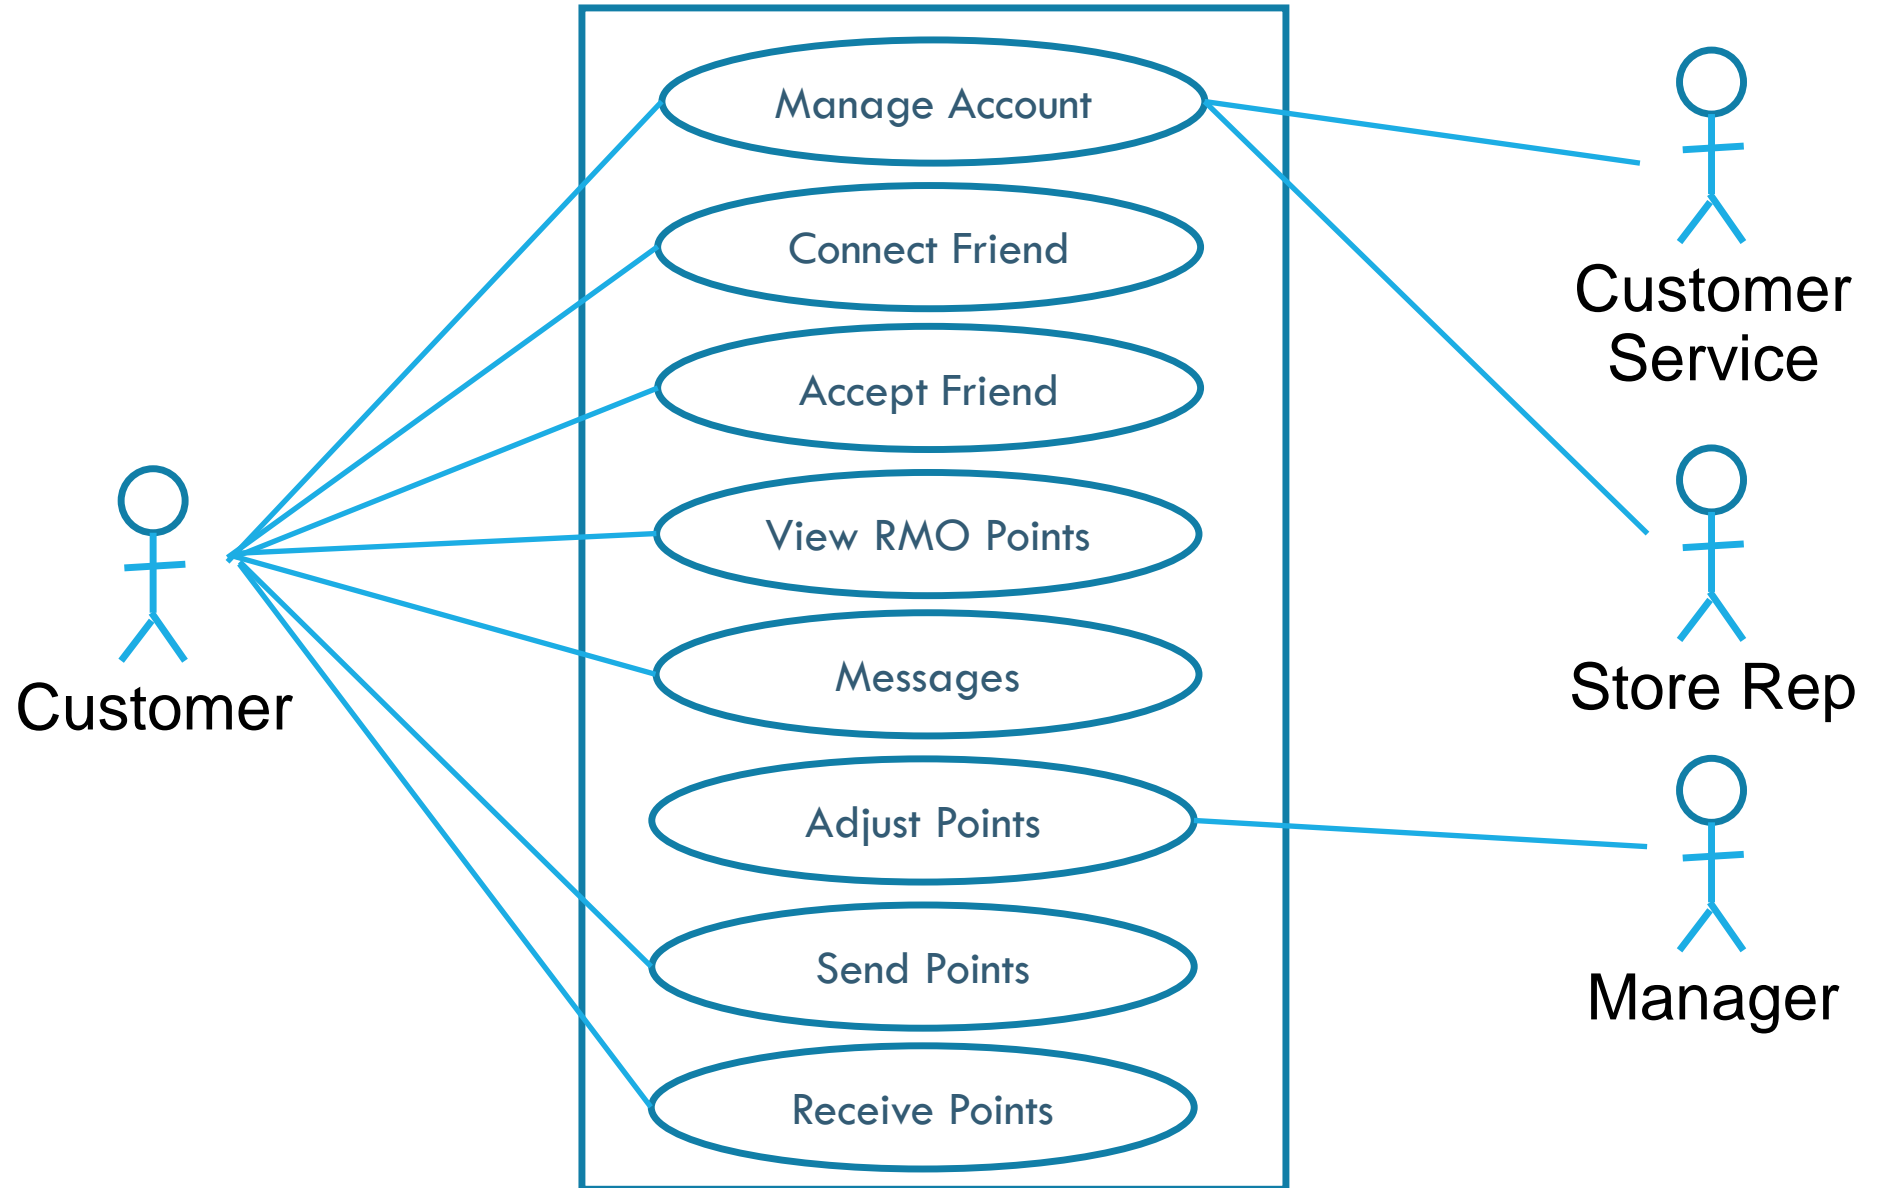 Manage Account
Connect Friend
Accept Friend
View RMO Points
Messages
Adjust Points
Send Points
Receive Points
Customer
Customer
Service
Store Rep
Manager